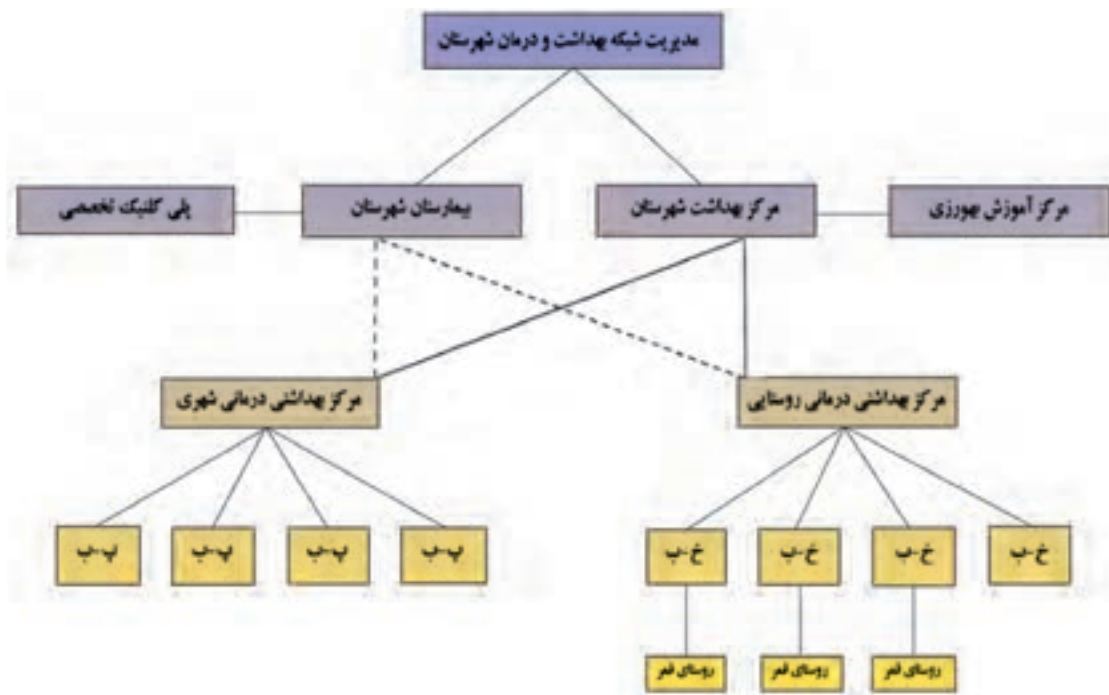 مدیریت شبکه بهداشت و درمان شهرستان
مرکز آموزش بهورزی
مرکز بهداشت شهرستان
بیمارستان شهرستان
پلی کلنیک تخصصی
مرکز بهداشتی درمانی روستایی
مرکز بهداشتی درمانی شهری
خ-ب
خ-ب
خ-ب
خ-ب
پ-ب
پ-ب
پ-ب
پ-ب
روستای قمر
روستای قمر
روستای قمر